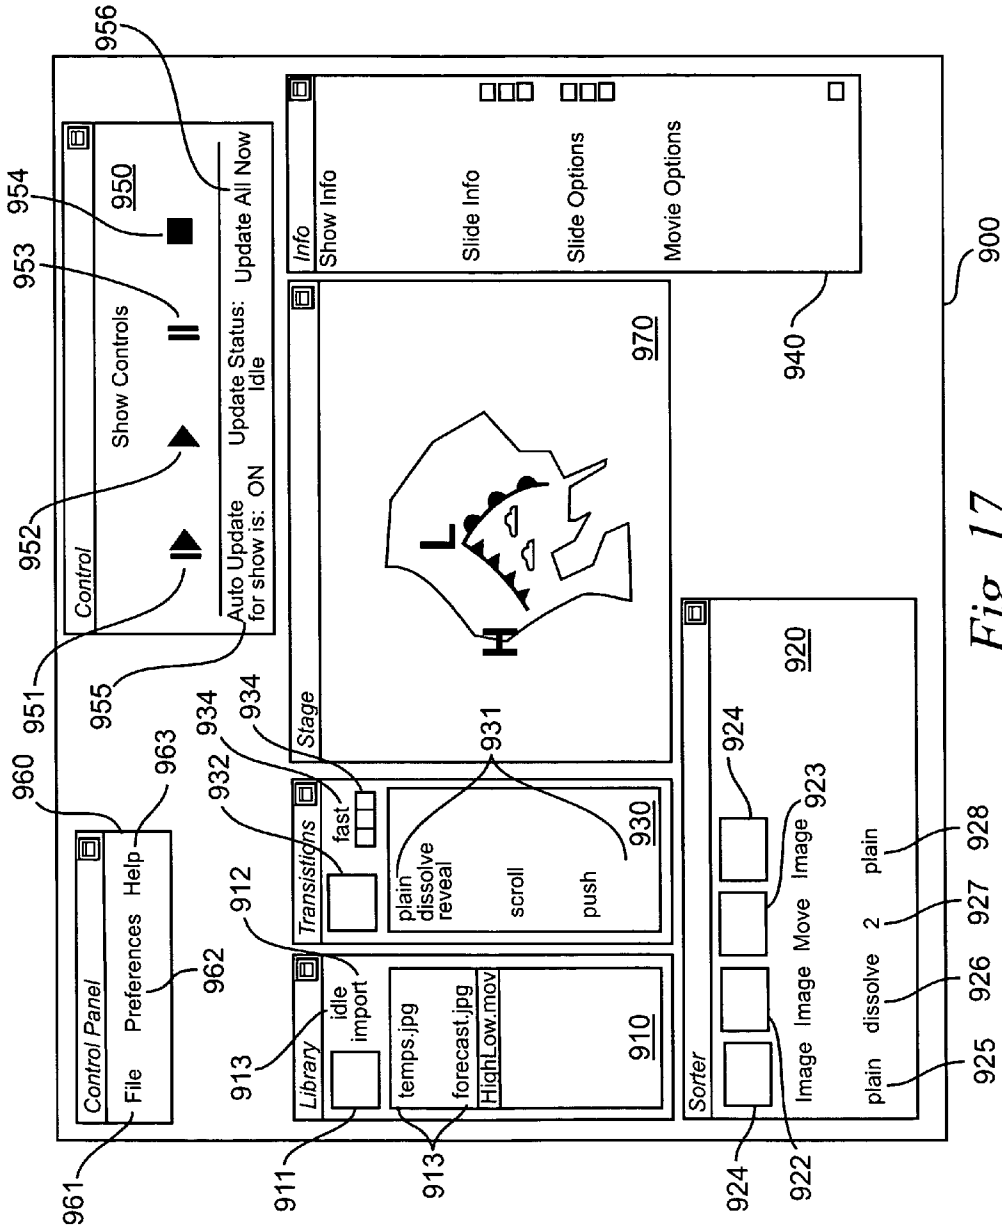 960
961
Control Panel
File Preferences Help
962
963
951
952
953
954
955
956
Control
Show Controls
950
Auto Update
for show is: ON
Update Status:
Idle
Update All Now
913
912
911
Library
idle
import
temps.jpg
forecast.jpg
HighLow.mov
913
910
932
934
934
Transistions
fast
plain
dissolve
reveal
scroll
push
930
931
Stage
H
L
970
Info
Show Info
Slide Info
Slide Options
Movie Options
940
Sorter
Image Image Move Image
plain dissolve 2 plain
920
924
922
923
924
925
926
927
928
900
Fig. 17